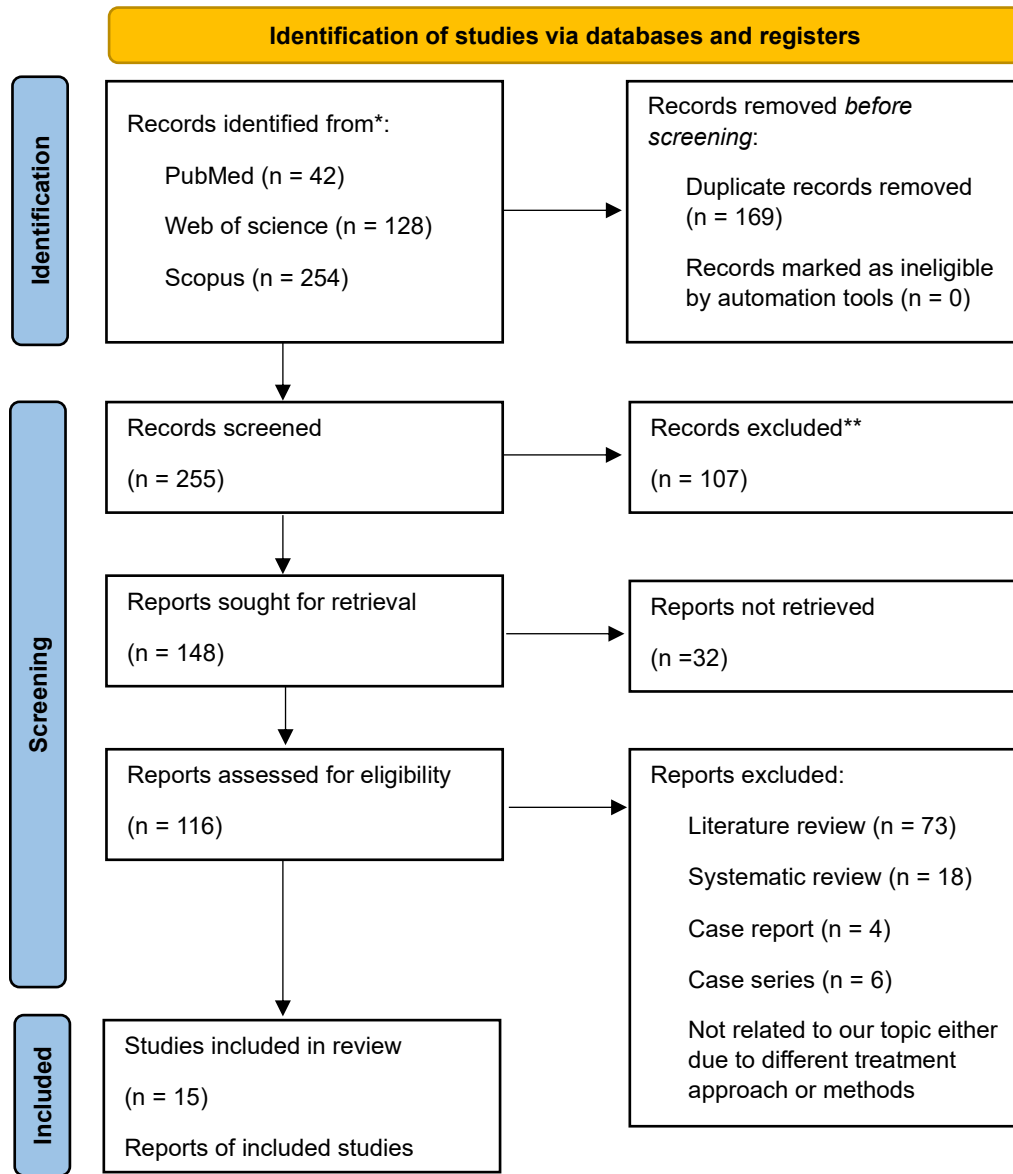 Identification of studies via databases and registers
Identification
Records identified from*:
PubMed (n = 42)
Web of science (n = 128)
Scopus (n = 254)
Records removed before
screening:
Duplicate records removed
(n = 169)
Records marked as ineligible
by automation tools (n = 0)
Screening
Records screened
(n = 255)
Records excluded**
(n = 107)
Reports sought for retrieval
(n = 148)
Reports not retrieved
(n =32)
Reports assessed for eligibility
(n = 116)
Reports excluded:
Literature review (n = 73)
Systematic review (n = 18)
Case report (n = 4)
Case series (n = 6)
Not related to our topic either
due to different treatment
approach or methods
Included
Studies included in review
(n = 15)
Reports of included studies